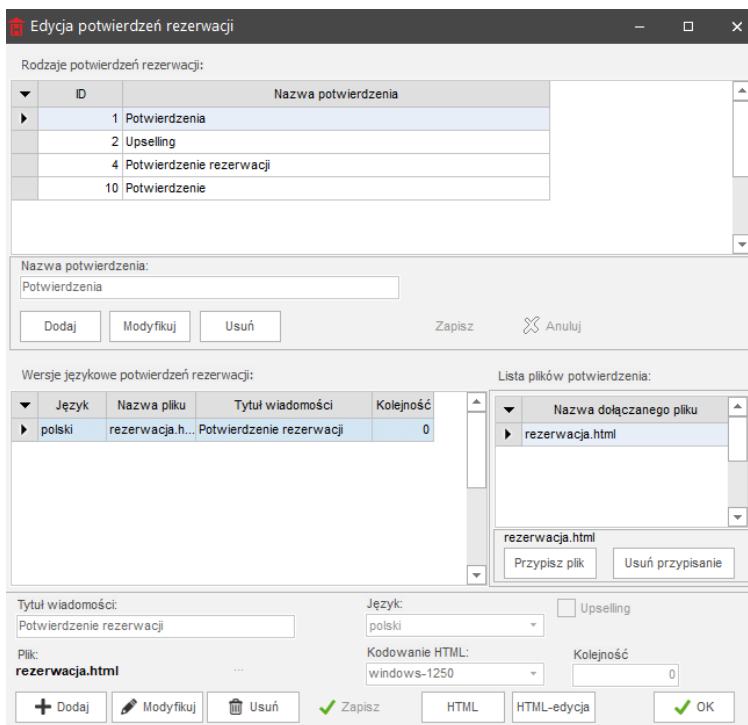 Edycja potwierdzeń rezerwacji
Rodzaje potwierdzeń rezerwacji:
ID Nazwa potwierdzenia
1 Potwierdzenia
2 Upselling
4 Potwierdzenie rezerwacji
10 Potwierdzenie
Nazwa potwierdzenia:
Potwierdzenia
Dodaj Modyfikuj Usuń Zapisz Anuluj
Wersje językowe potwierdzeń rezerwacji: Lista plików potwierdzenia:
Język Nazwa pliku Tytuł wiadomości Kolejność Nazwa dołączanego pliku
polski rezerwacja.h... Potwierdzenie rezerwacji 0 rezerwacja.html
rezerwacja.html
Przypisz plik Usuń przypisanie
Tytuł wiadomości: Język: Upselling
Potwierdzenie rezerwacji polski
Plik: Kodowanie HTML: Kolejność
rezerwacja.html ... windows-1250 0
Dodaj Modyfikuj Usuń Zapisz HTML HTML-edycja OK